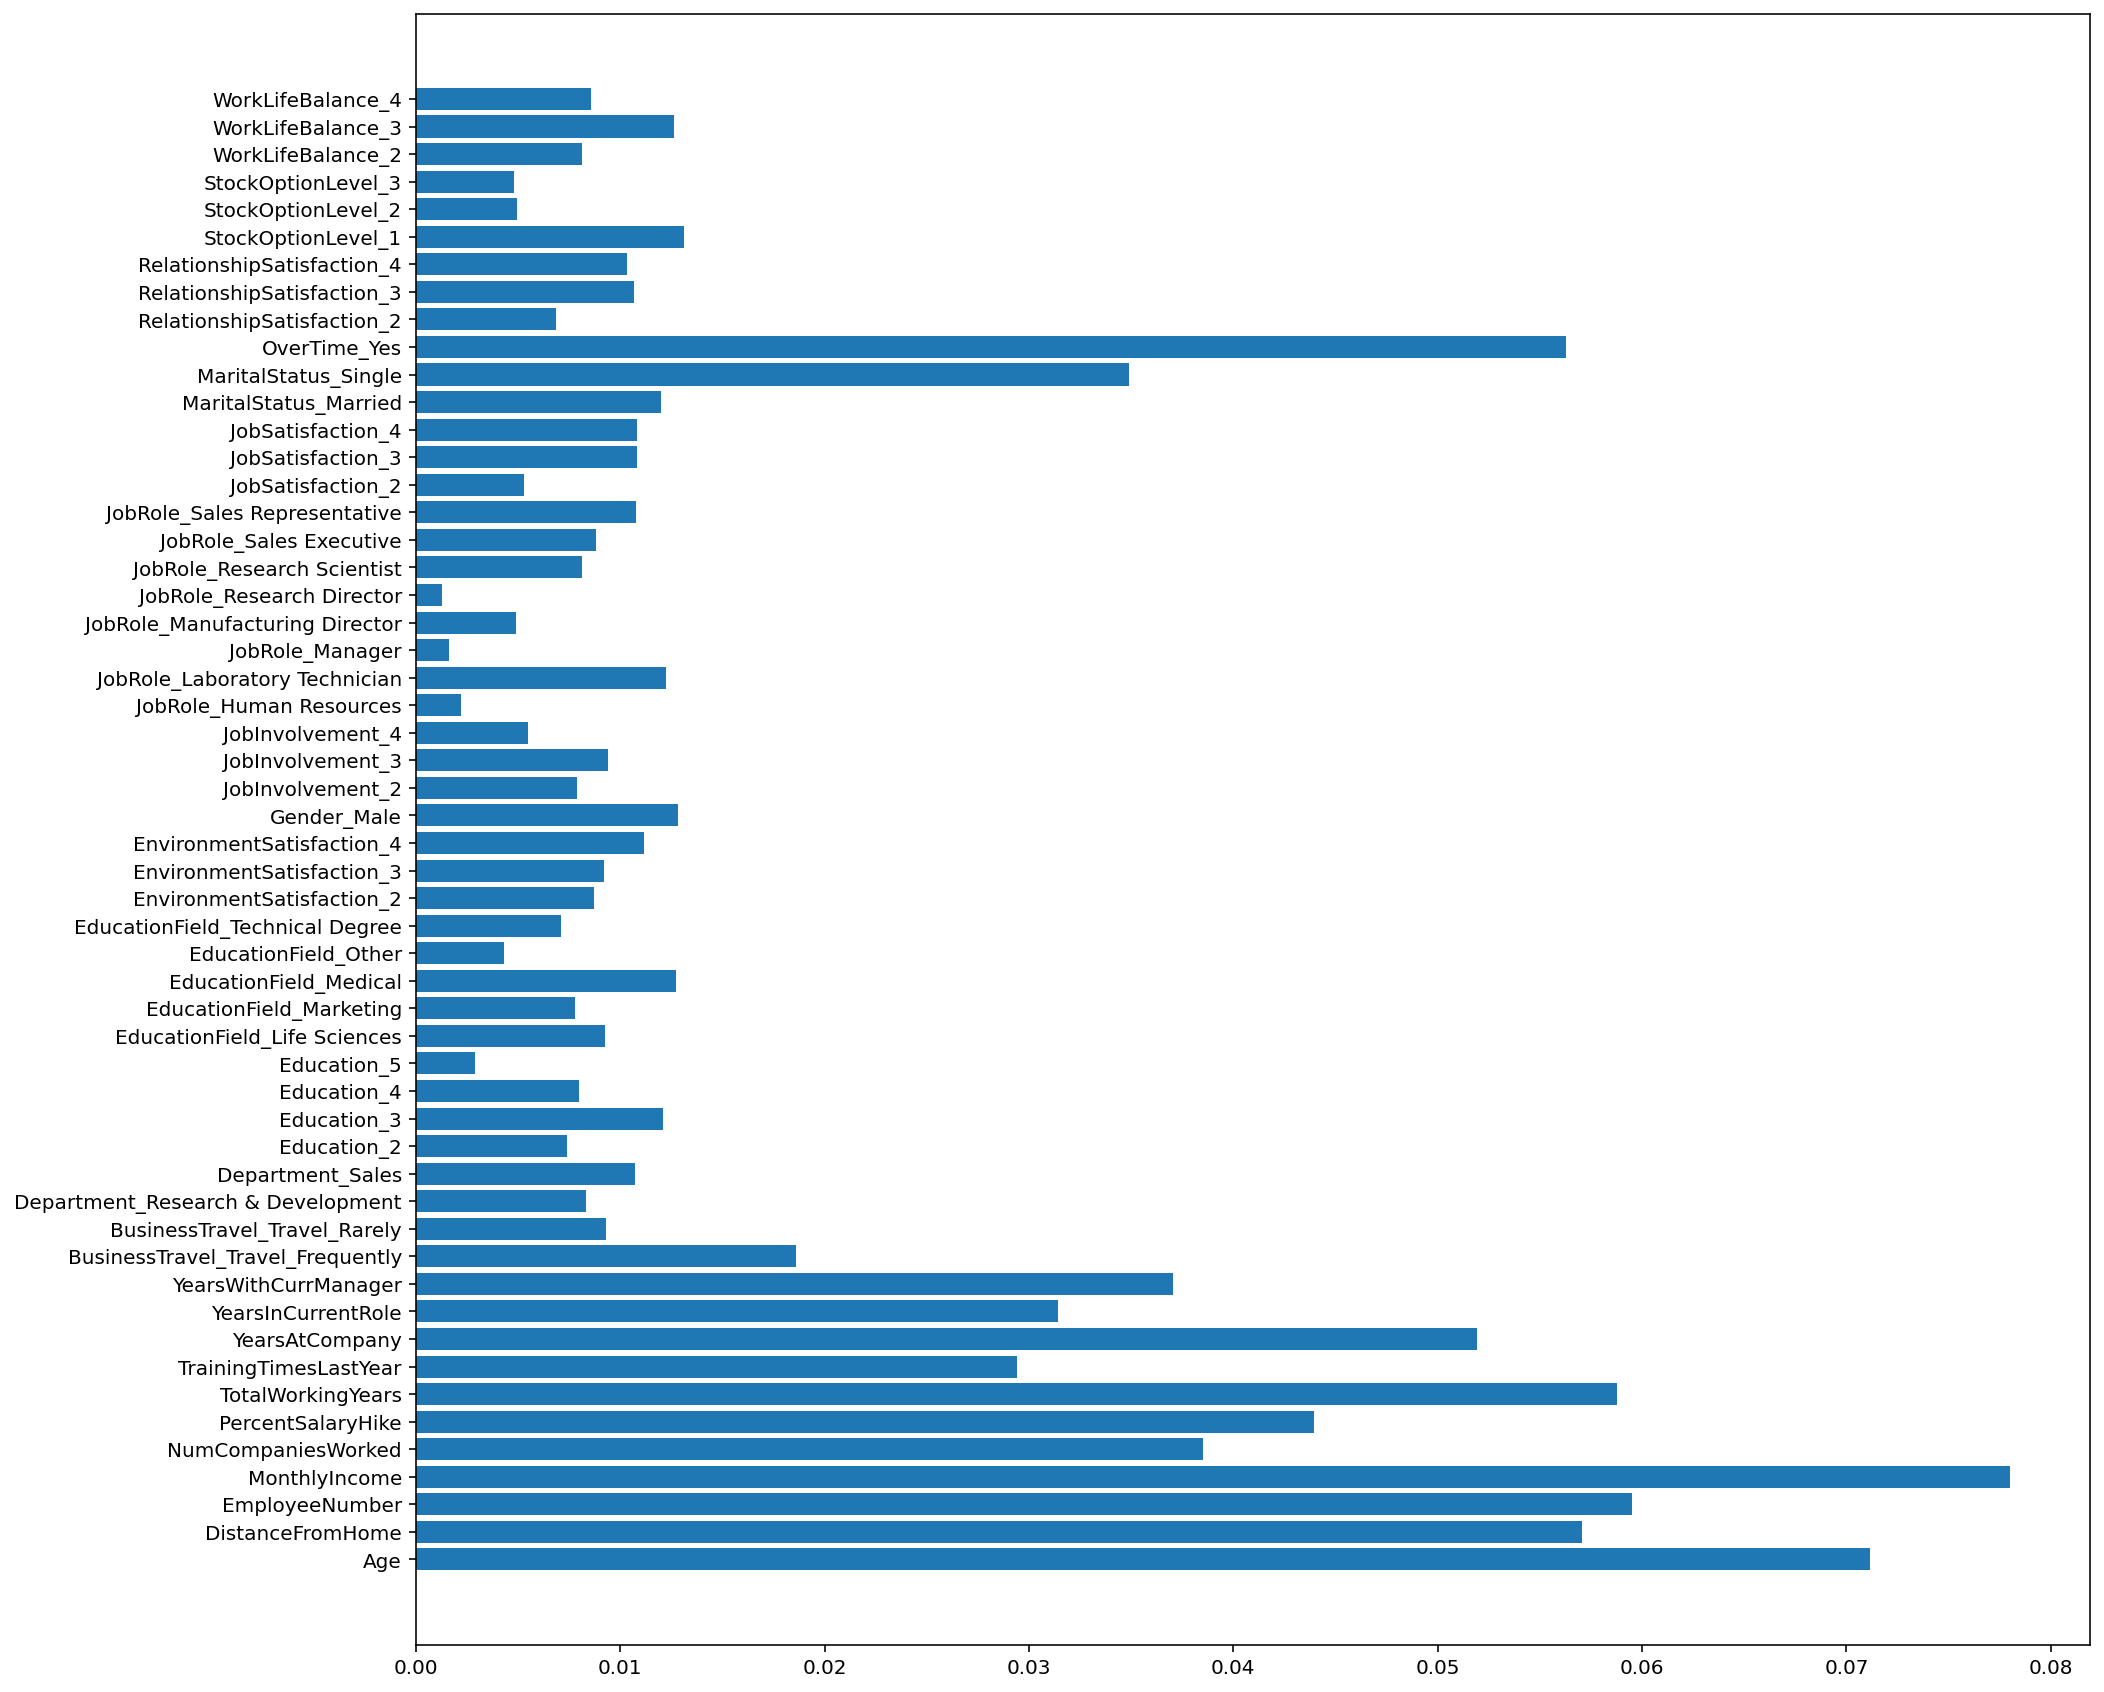 WorkLifeBalance_4
WorkLifeBalance_3
WorkLifeBalance_2
StockOptionLevel_3
StockOptionLevel_2
StockOptionLevel_1
RelationshipSatisfaction_4
RelationshipSatisfaction_3
RelationshipSatisfaction_2
OverTime_Yes
MaritalStatus_Single
MaritalStatus_Married
JobSatisfaction_4
JobSatisfaction_3
JobSatisfaction_2
JobRole_Sales Representative
JobRole_Sales Executive
JobRole_Research Scientist
JobRole_Research Director
JobRole_Manufacturing Director
JobRole_Manager
JobRole_Laboratory Technician
JobRole_Human Resources
JobInvolvement_4
JobInvolvement_3
JobInvolvement_2
Gender_Male
EnvironmentSatisfaction_4
EnvironmentSatisfaction_3
EnvironmentSatisfaction_2
EducationField_Technical Degree
EducationField_Other
EducationField_Medical
EducationField_Marketing
EducationField_Life Sciences
Education_5
Education_4
Education_3
Education_2
Department_Sales
Department_Research & Development
BusinessTravel_Travel_Rarely
BusinessTravel_Travel_Frequently
YearsWithCurrManager
YearsInCurrentRole
YearsAtCompany
TrainingTimesLastYear
TotalWorkingYears
PercentSalaryHike
NumCompaniesWorked
MonthlyIncome
EmployeeNumber
DistanceFromHome
Age
0.00 0.01 0.02 0.03 0.04 0.05 0.06 0.07 0.08